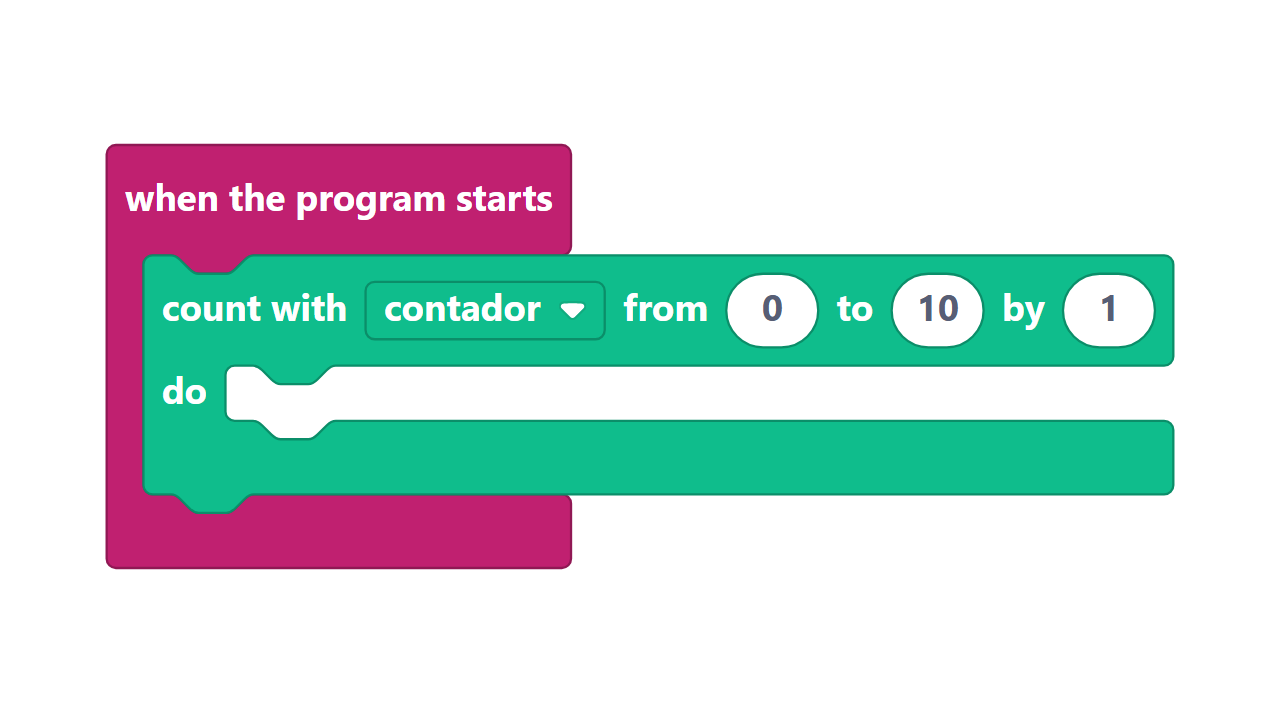 when the program starts
count with contador from 0 to 10 by 1
do